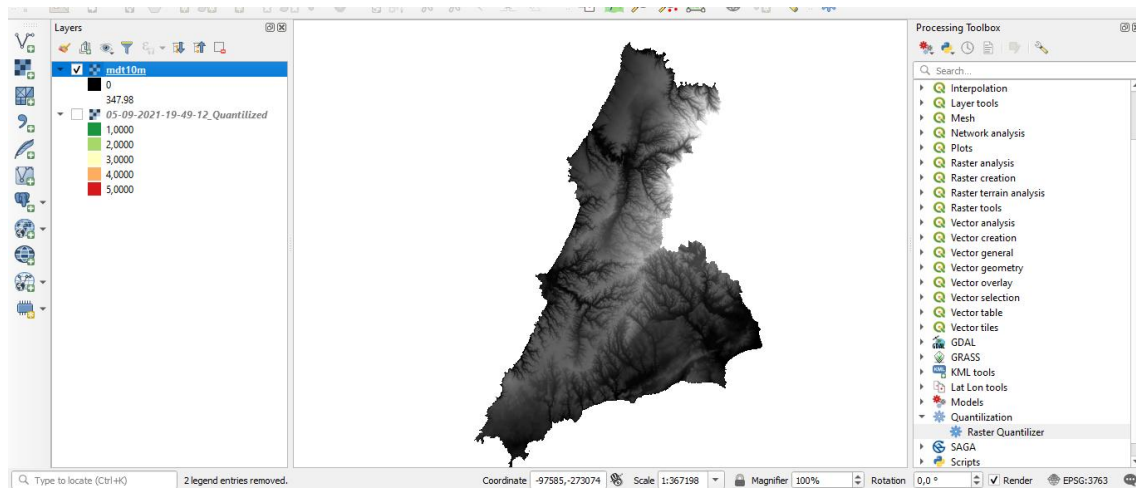 Layers
mdt10m
0
347.98
05-09-2021-19-49-12_Quantilized
1,0000
2,0000
3,0000
4,0000
5,0000
Processing Toolbox
Search...
Interpolation
Layer tools
Mesh
Network analysis
Plots
Raster analysis
Raster creation
Raster terrain analysis
Raster tools
Vector analysis
Vector creation
Vector general
Vector geometry
Vector overlay
Vector selection
Vector table
Vector tiles
GDAL
GRASS
KML tools
Lat Lon tools
Models
Quantilization
Raster Quantilizer
SAGA
Scripts
Type to locate (Ctrl+K) 2 legend entries removed. Coordinate -97585,-273074 Scale 1:367198 Magnifier 100% Rotation 0,0 ° Render EPSG:3763